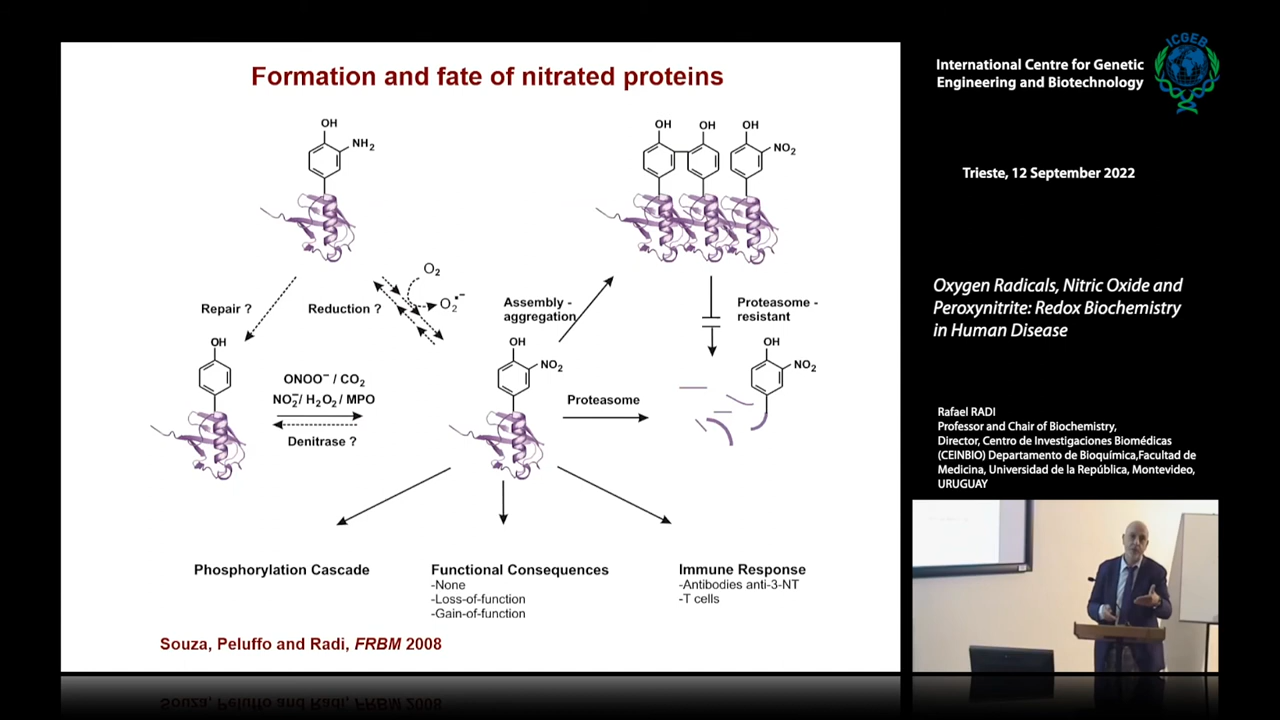 Formation and fate of nitrated proteins
OH
NH₂
OH
OH
OH
NO₂
Repair ?
Reduction ?
O₂
O₂•⁻
Assembly -
aggregation
Proteasome -
resistant
OH
ONOO⁻ / CO₂
NO₂⁻/ H₂O₂ / MPO
Denitrase ?
OH
NO₂
Proteasome
OH
NO₂
Phosphorylation Cascade
Functional Consequences
-None
-Loss-of-function
-Gain-of-function
Immune Response
-Antibodies anti-3-NT
-T cells
Souza, Peluffo and Radi, FRBM 2008
International Centre for Genetic
Engineering and Biotechnology
ICGEB
Trieste, 12 September 2022
Oxygen Radicals, Nitric Oxide and
Peroxynitrite: Redox Biochemistry
in Human Disease
Rafael RADI
Professor and Chair of Biochemistry,
Director, Centro de Investigaciones Biomédicas
(CEINBIO) Departamento de Bioquímica,Facultad de
Medicina, Universidad de la República, Montevideo,
URUGUAY